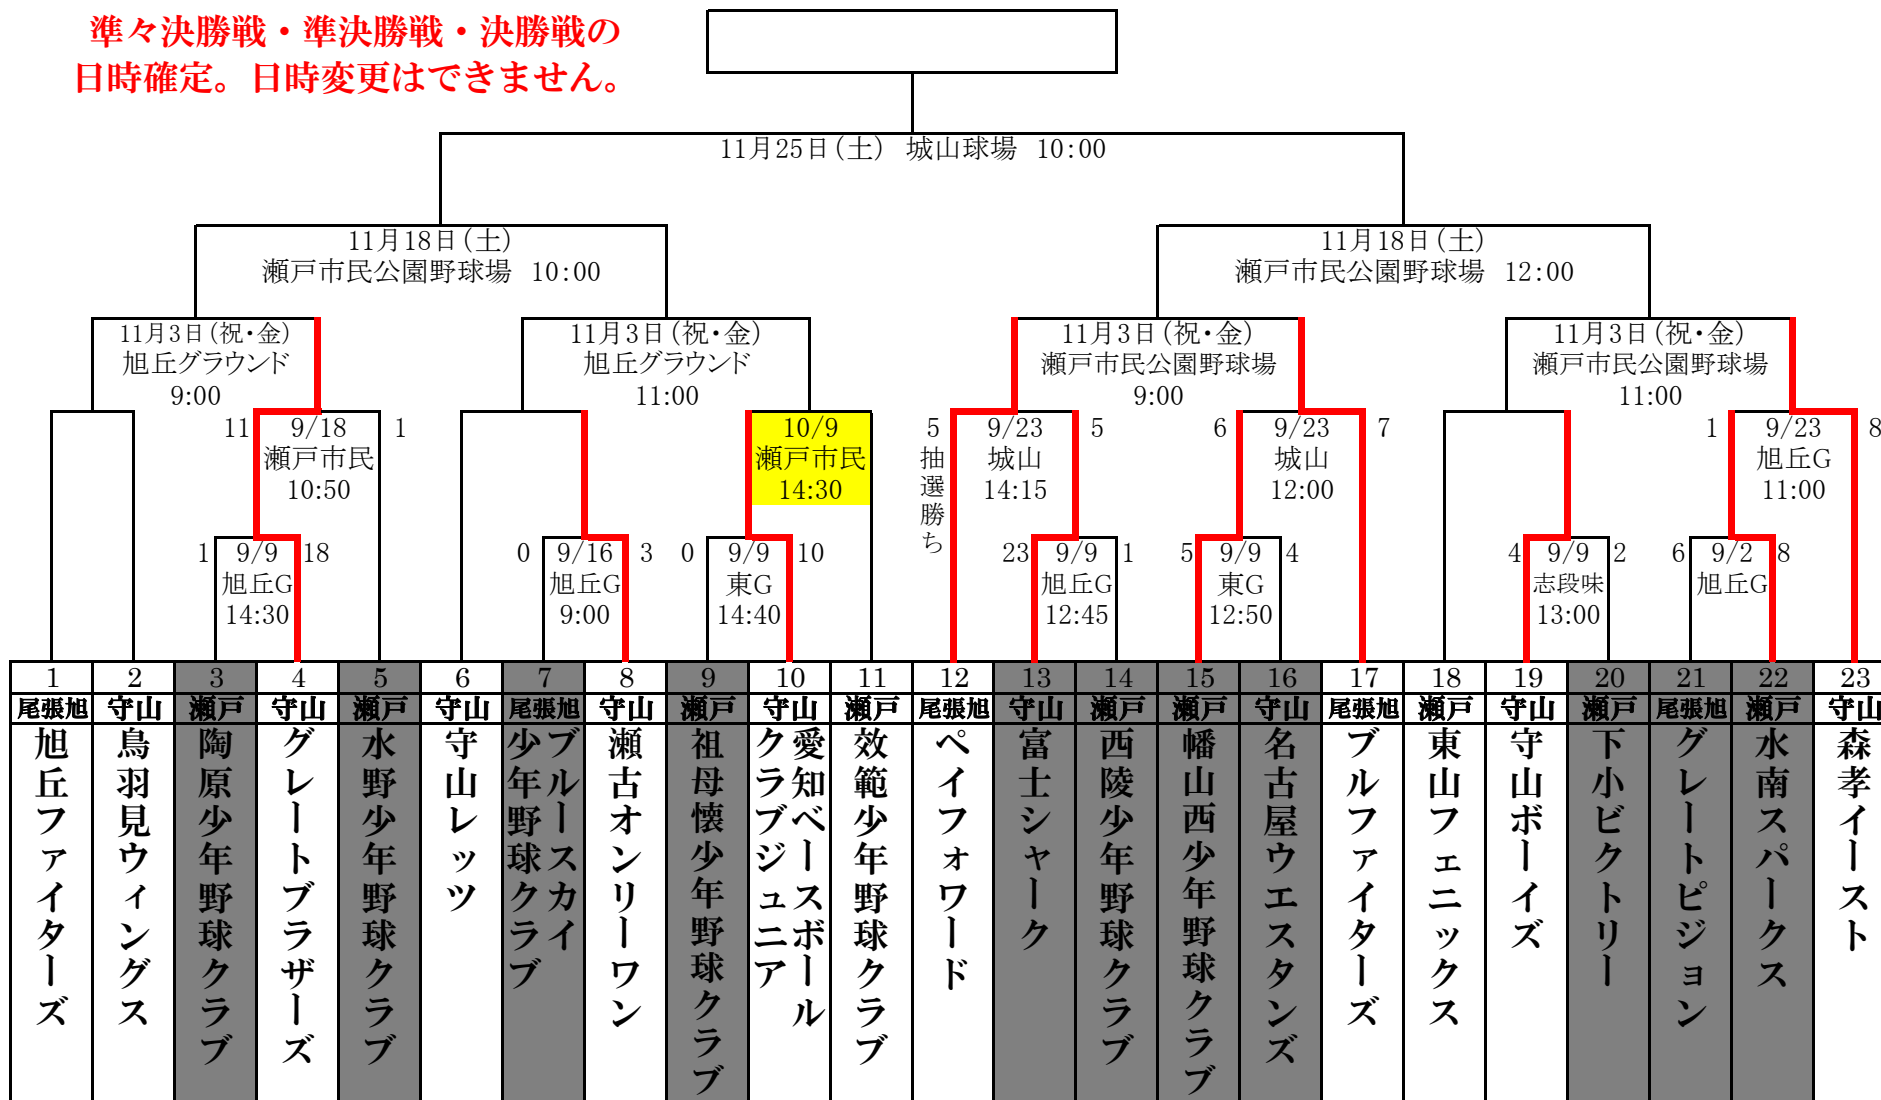 準々決勝戦・準決勝戦・決勝戦の
日時確定。日時変更はできません。
11月25日(土) 城山球場 10:00
11月18日(土)
瀬戸市民公園野球場 10:00
11月18日(土)
瀬戸市民公園野球場 12:00
11月3日(祝・金)
旭丘グラウンド
9:00
11月3日(祝・金)
旭丘グラウンド
11:00
11月3日(祝・金)
瀬戸市民公園野球場
9:00
11月3日(祝・金)
瀬戸市民公園野球場
11:00
11 9/18 1
瀬戸市民
10:50
10/9
瀬戸市民
14:30
5 9/23 5
抽選勝ち
城山
14:15
6 9/23 7
城山
12:00
1 9/23 8
旭丘G
11:00
1 9/9 18
旭丘G
14:30
0 9/16 3
旭丘G
9:00
0 9/9 10
東G
14:40
23 9/9 1
旭丘G
12:45
5 9/9 4
東G
12:50
4 9/9 2
志段味
13:00
6 9/2 8
旭丘G
1 2 3 4 5 6 7 8 9 10 11 12 13 14 15 16 17 18 19 20 21 22 23
尾張旭 守山 瀬戸 守山 瀬戸 守山 尾張旭 守山 瀬戸 守山 瀬戸 尾張旭 守山 瀬戸 瀬戸 守山 尾張旭 瀬戸 守山 瀬戸 尾張旭 瀬戸 守山
旭丘ファイターズ
鳥羽見ウィングス
陶原少年野球クラブ
グレートブラザーズ
水野少年野球クラブ
守山レッツ
ブルースカイ
少年野球クラブ
瀬古オンリーワン
祖母懐少年野球クラブ
愛知ベースボール
クラブジュニア
效範少年野球クラブ
ペイフォワード
富士シャーク
西陵少年野球クラブ
幡山西少年野球クラブ
名古屋ウエスタンズ
ブルファイターズ
東山フェニックス
守山ボーイズ
下小ビクトリー
グレートピジョン
水南スパークス
森孝イースト